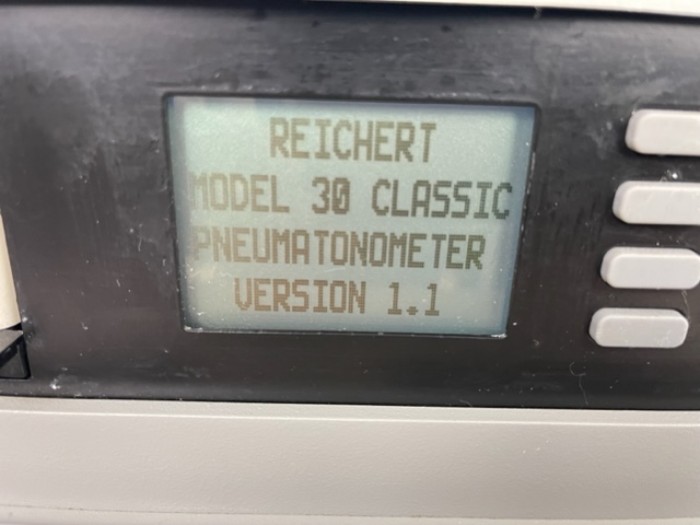 REICHERT
MODEL 30 CLASSIC
PNEUMATONOMETER
VERSION 1.1